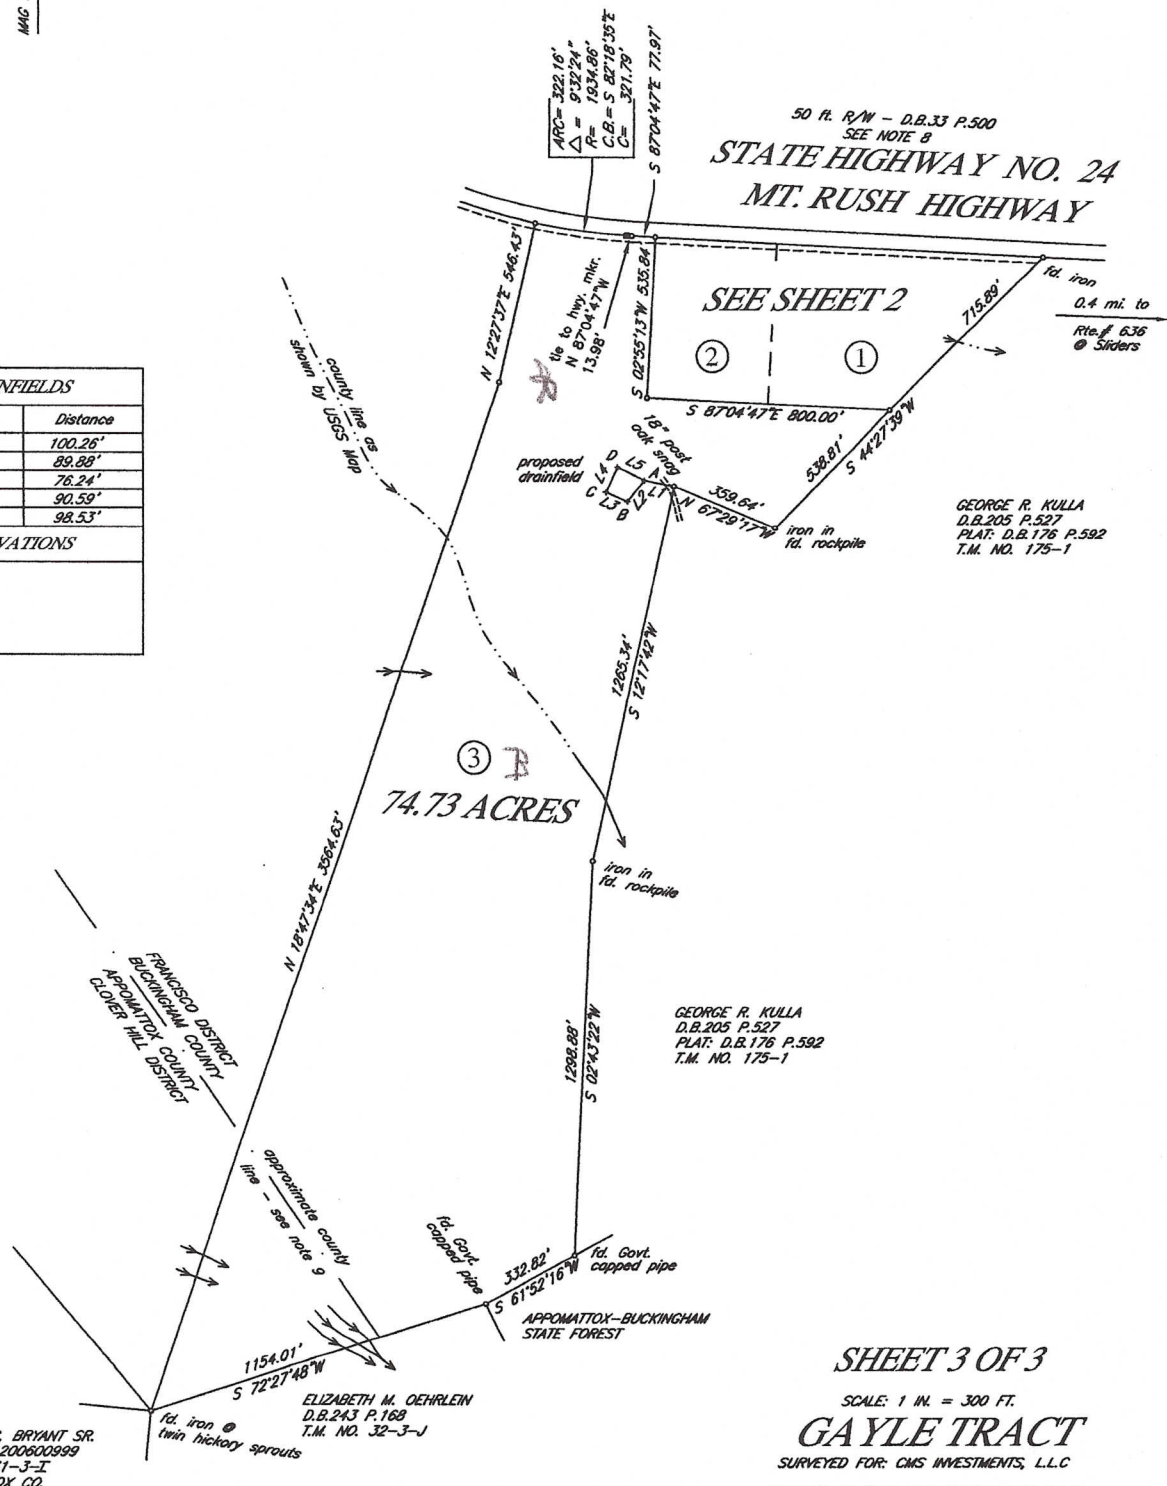 MAG
ARC= 322.16'
Δ = 9°32'24"
R= 1934.86'
C.B.= S 82°18'35"E
C= 321.79'
S 87°04'47"E 77.97'
50 ft. R/W - D.B.33 P.500
SEE NOTE 8
STATE HIGHWAY NO. 24
MT. RUSH HIGHWAY
fd. iron
0.4 mi. to
Rte.# 636
@ Sliders
N 12°27'37"E 546.43'
tie to hwy. mkr.
N 87°04'47"W
13.98'
S 02°55'13"W 535.84'
SEE SHEET 2
2
1
715.89'
S 87°04'47"E 800.00'
538.81'
S 44°27'39"W
county line as
shown by USGS Map
NFIELDS
Distance
100.26'
89.88'
76.24'
90.59'
98.53'
VATIONS
18" post
oak snag
proposed
drainfield
D
L5
A
L4
L1
C
L3
L2
B
359.64'
N 67°29'17"W
iron in
fd. rockpile
GEORGE R. KULLA
D.B.205 P.527
PLAT: D.B.176 P.592
T.M. NO. 175-1
1265.34'
S 12°17'42"W
3 B
74.73 ACRES
iron in
fd. rockpile
N 18°47'34"E 3564.63'
FRANCISCO DISTRICT
BUCKINGHAM COUNTY
APPOMATTOX COUNTY
CLOVER HILL DISTRICT
1298.88'
S 02°43'22"W
GEORGE R. KULLA
D.B.205 P.527
PLAT: D.B.176 P.592
T.M. NO. 175-1
approximate county
line - see note 9
fd. Govt.
capped pipe
332.82'
S 61°52'16"W
fd. Govt.
capped pipe
APPOMATTOX-BUCKINGHAM
STATE FOREST
1154.01'
S 72°27'48"W
fd. iron @
twin hickory sprouts
ELIZABETH M. OEHRLEIN
D.B.243 P.168
T.M. NO. 32-3-J
BRYANT SR.
200600999
1-3-I
OX CO.
SHEET 3 OF 3
SCALE: 1 IN. = 300 FT.
GAYLE TRACT
SURVEYED FOR: CMS INVESTMENTS, L.L.C